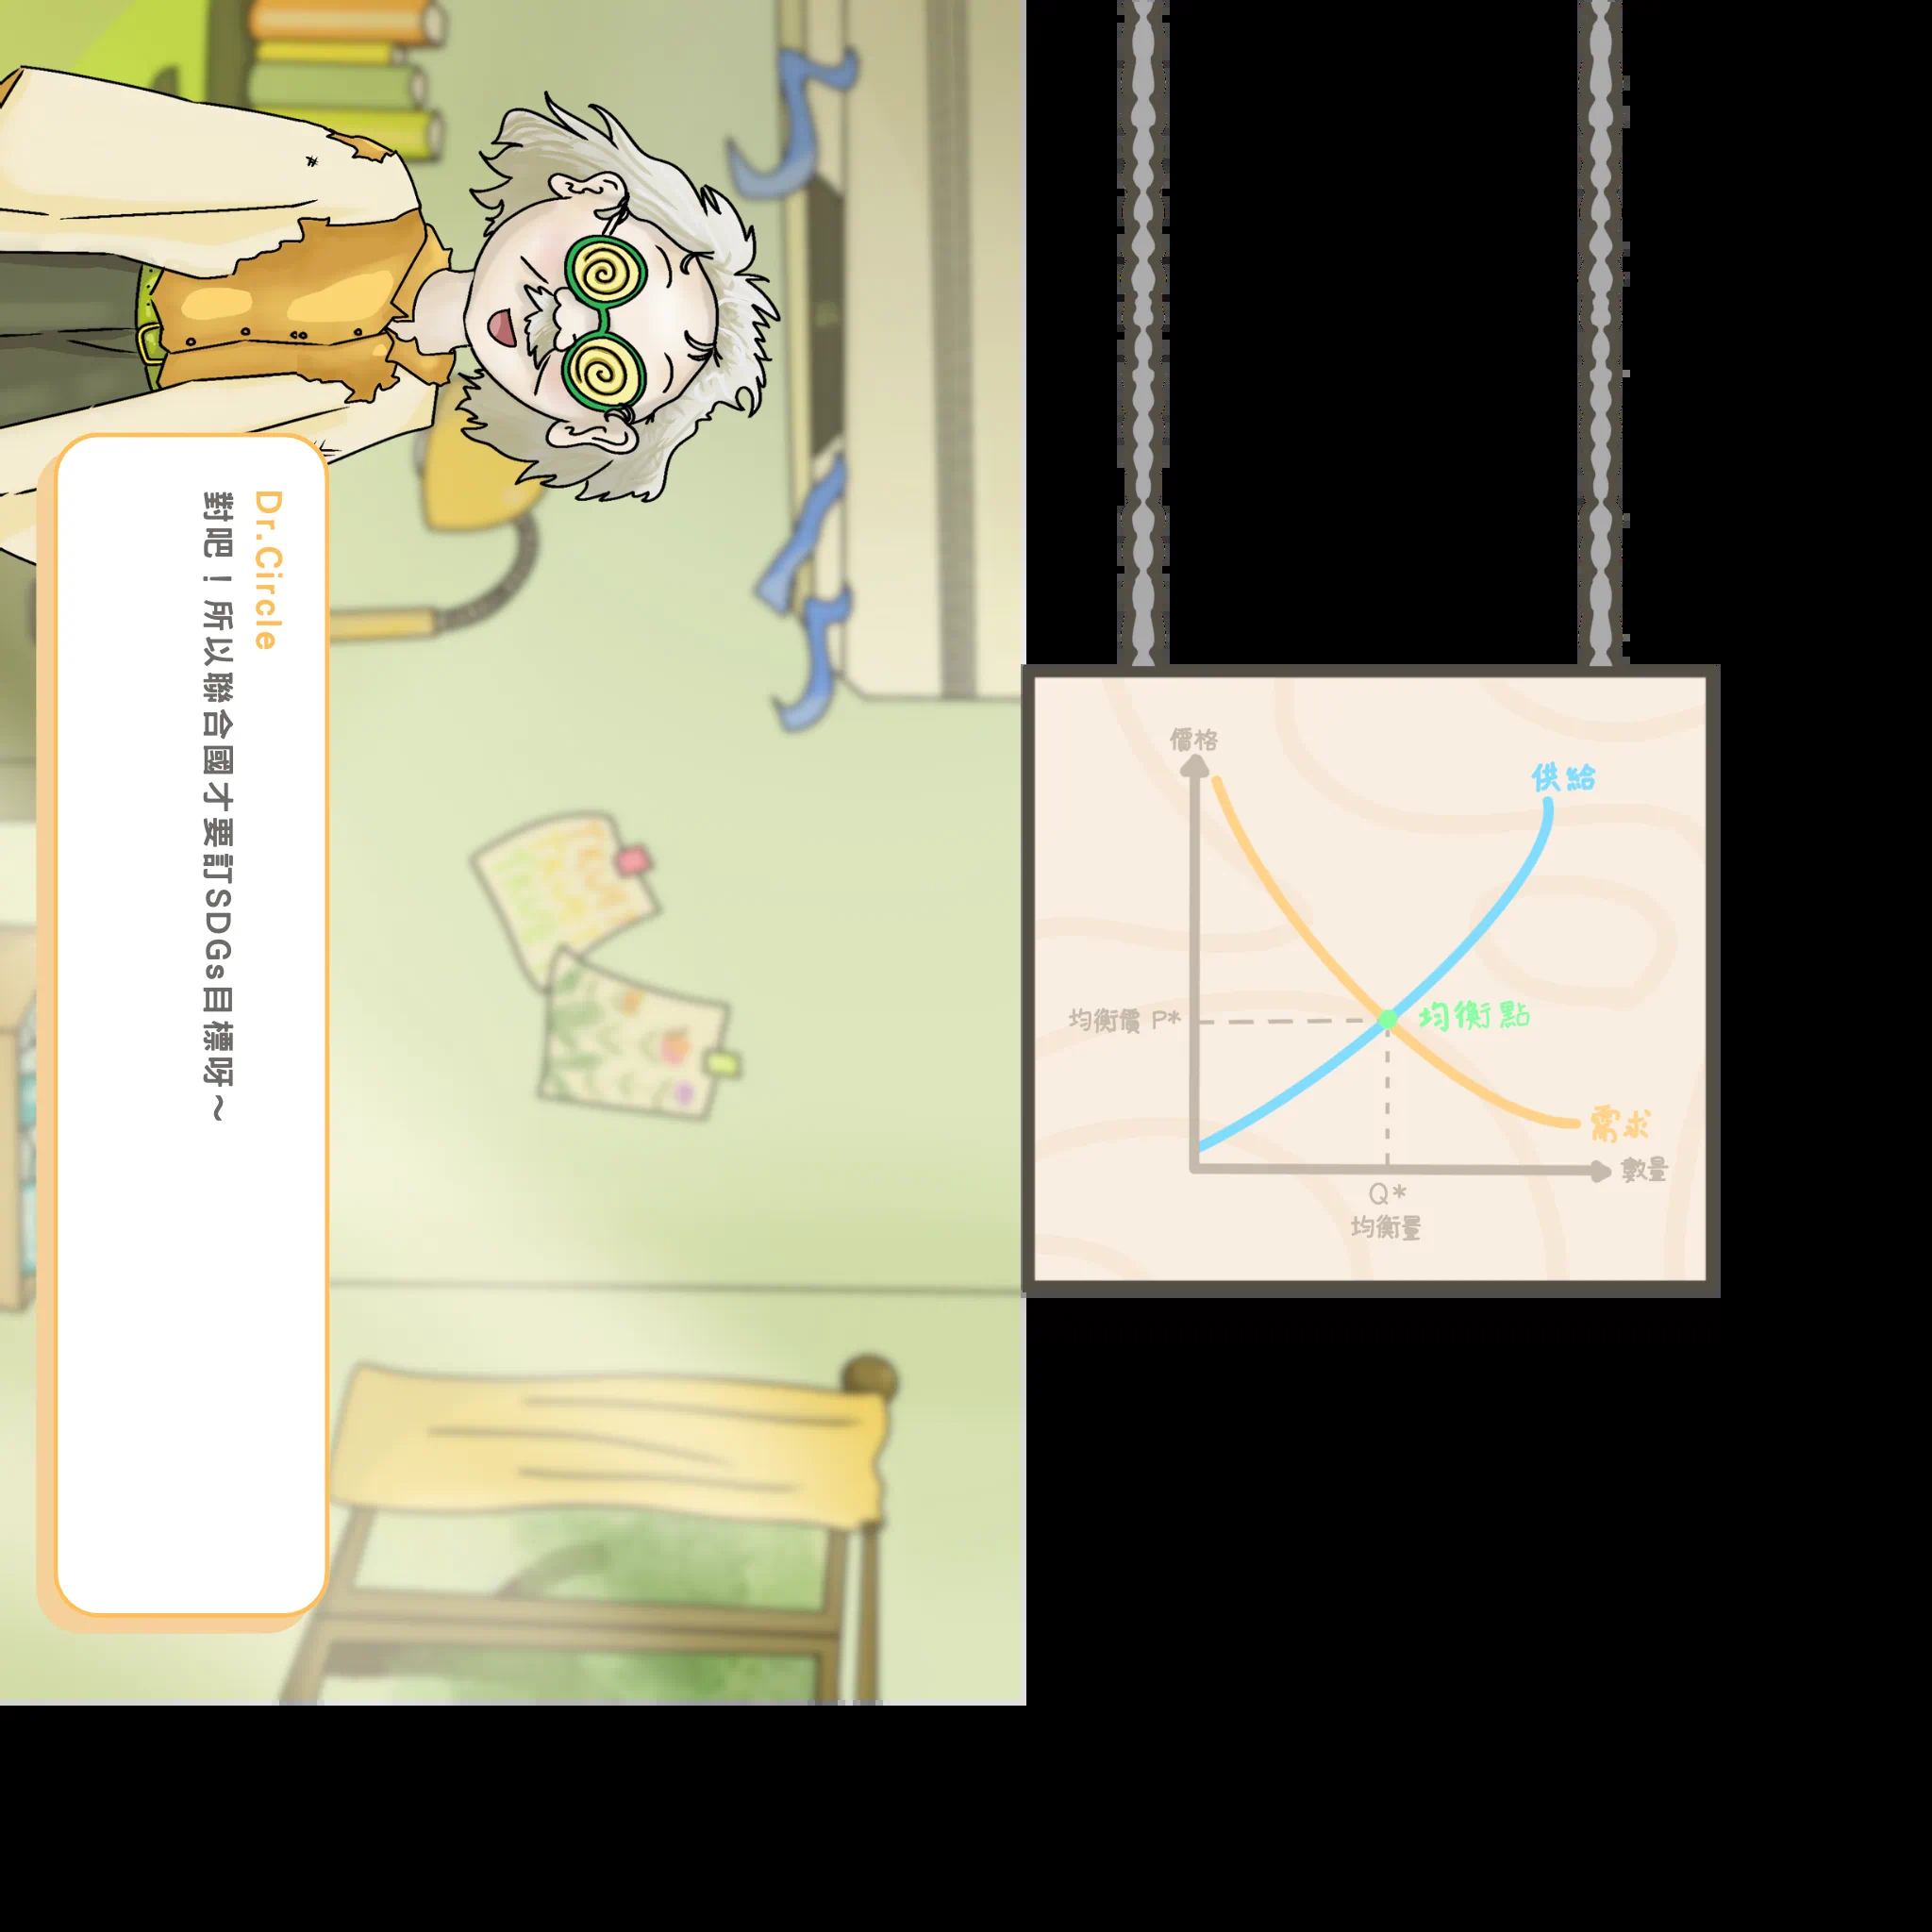 Dr.Circle
對吧！所以聯合國才要訂SDGs目標呀~
價格
供給
均衡價 P*
均衡點
需求
數量
Q*
均衡量